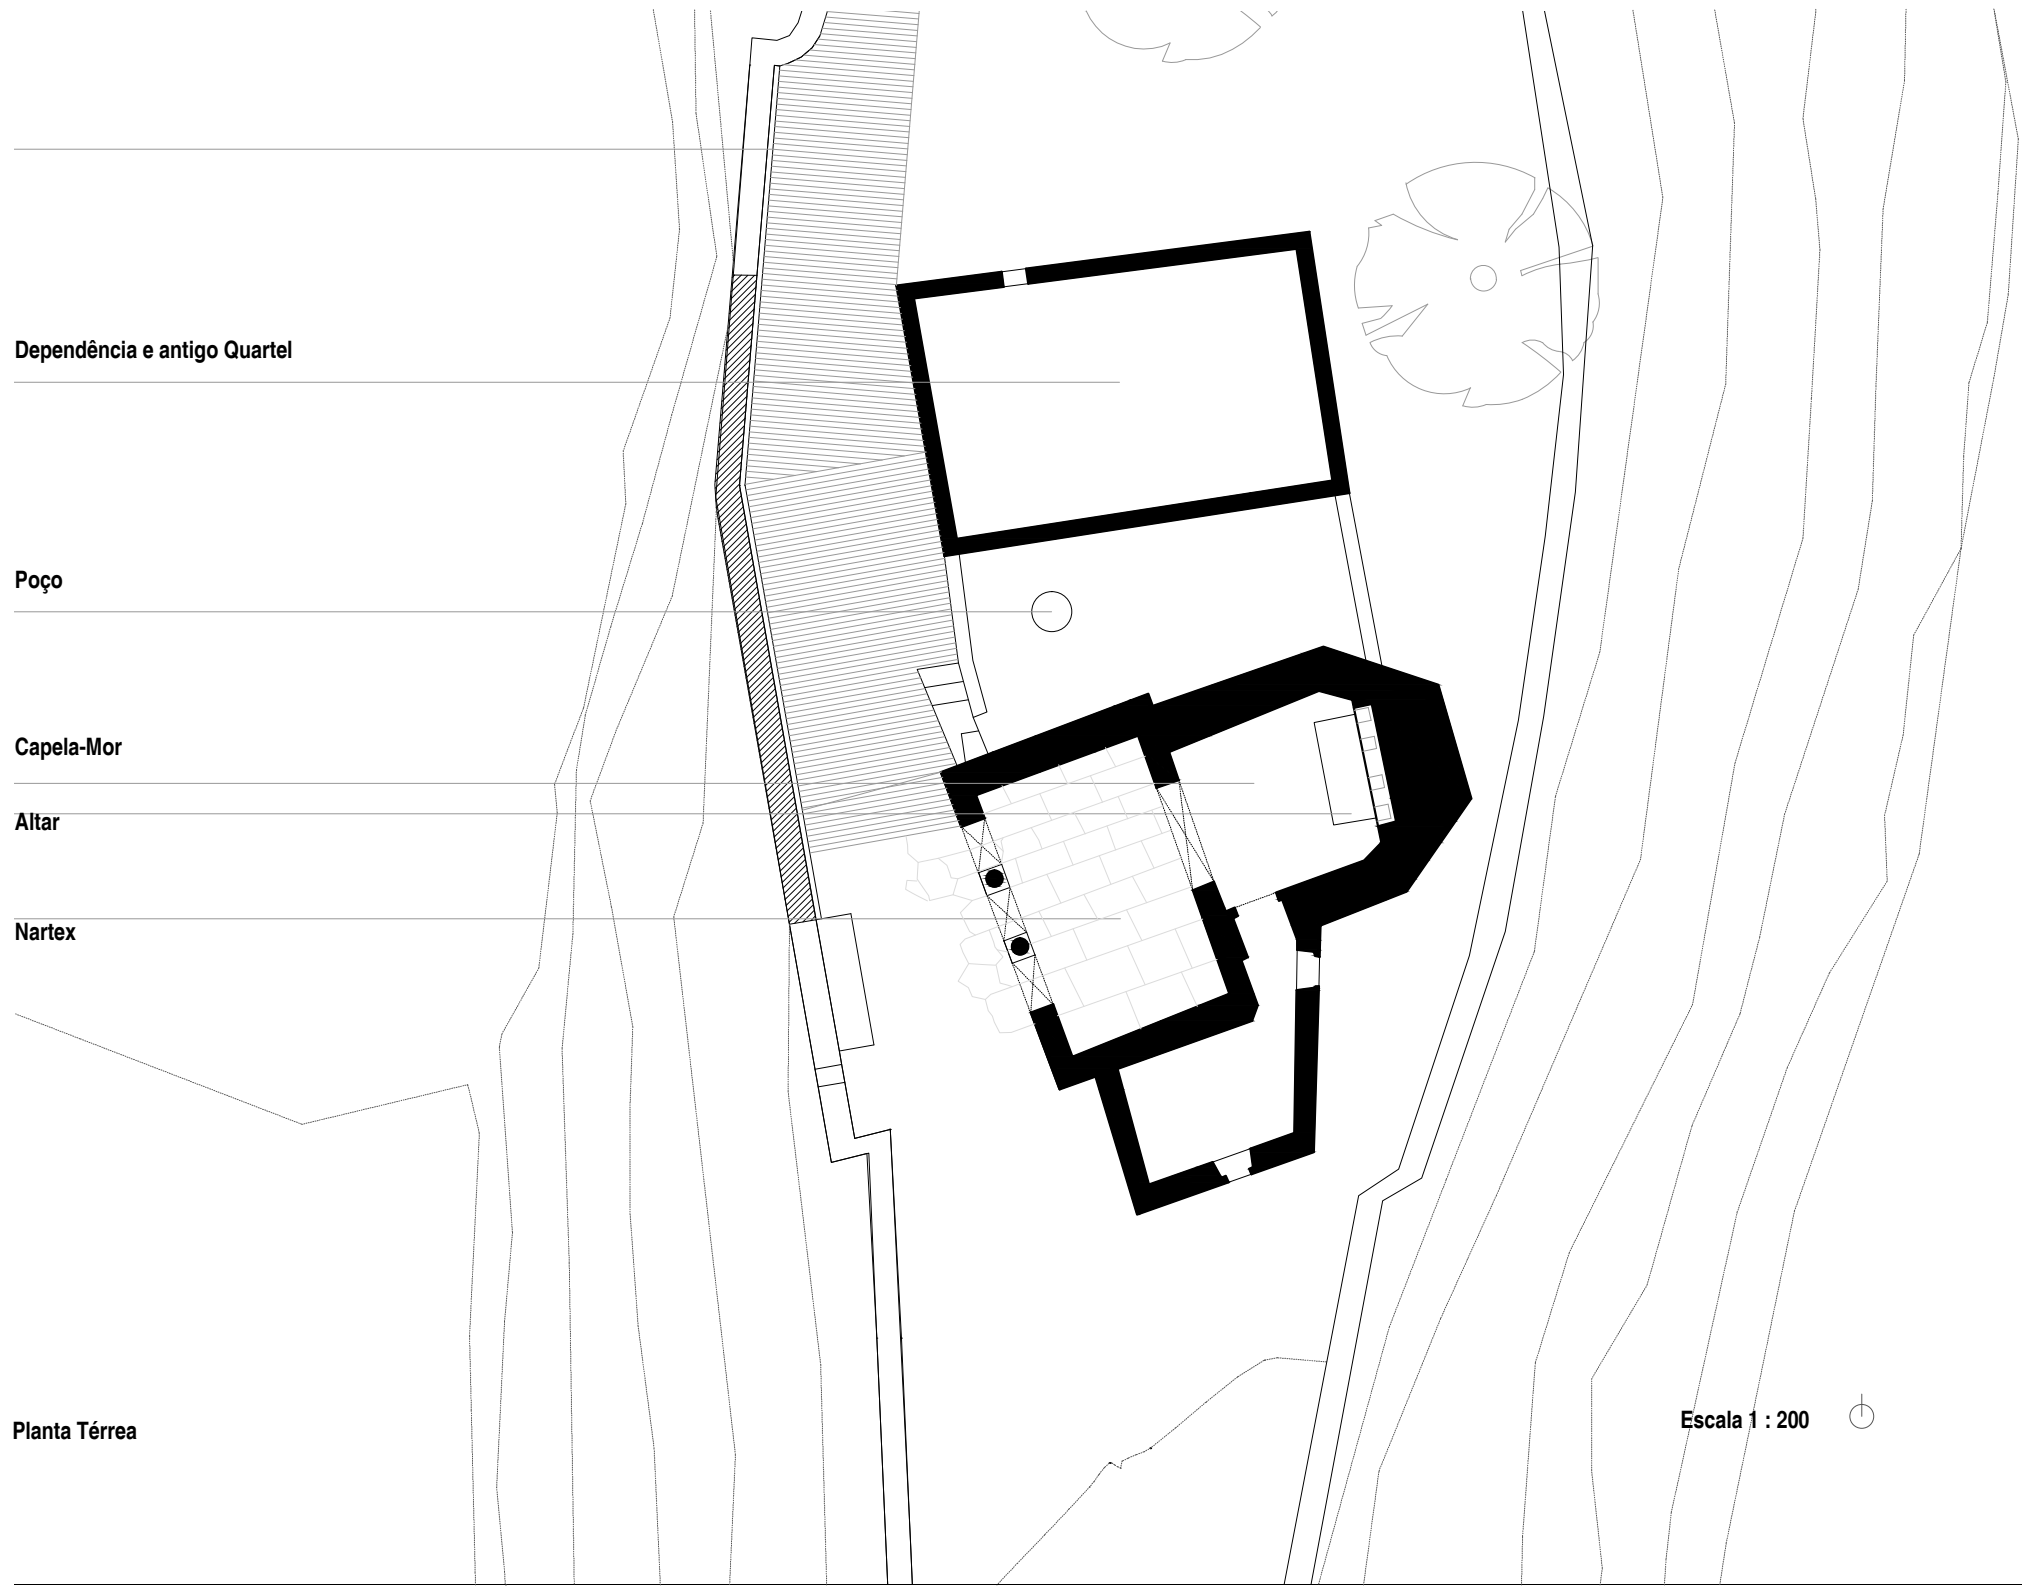 Dependência e antigo Quartel
Poço
Capela-Mor
Altar
Nartex
Planta Térrea
Escala 1 : 200